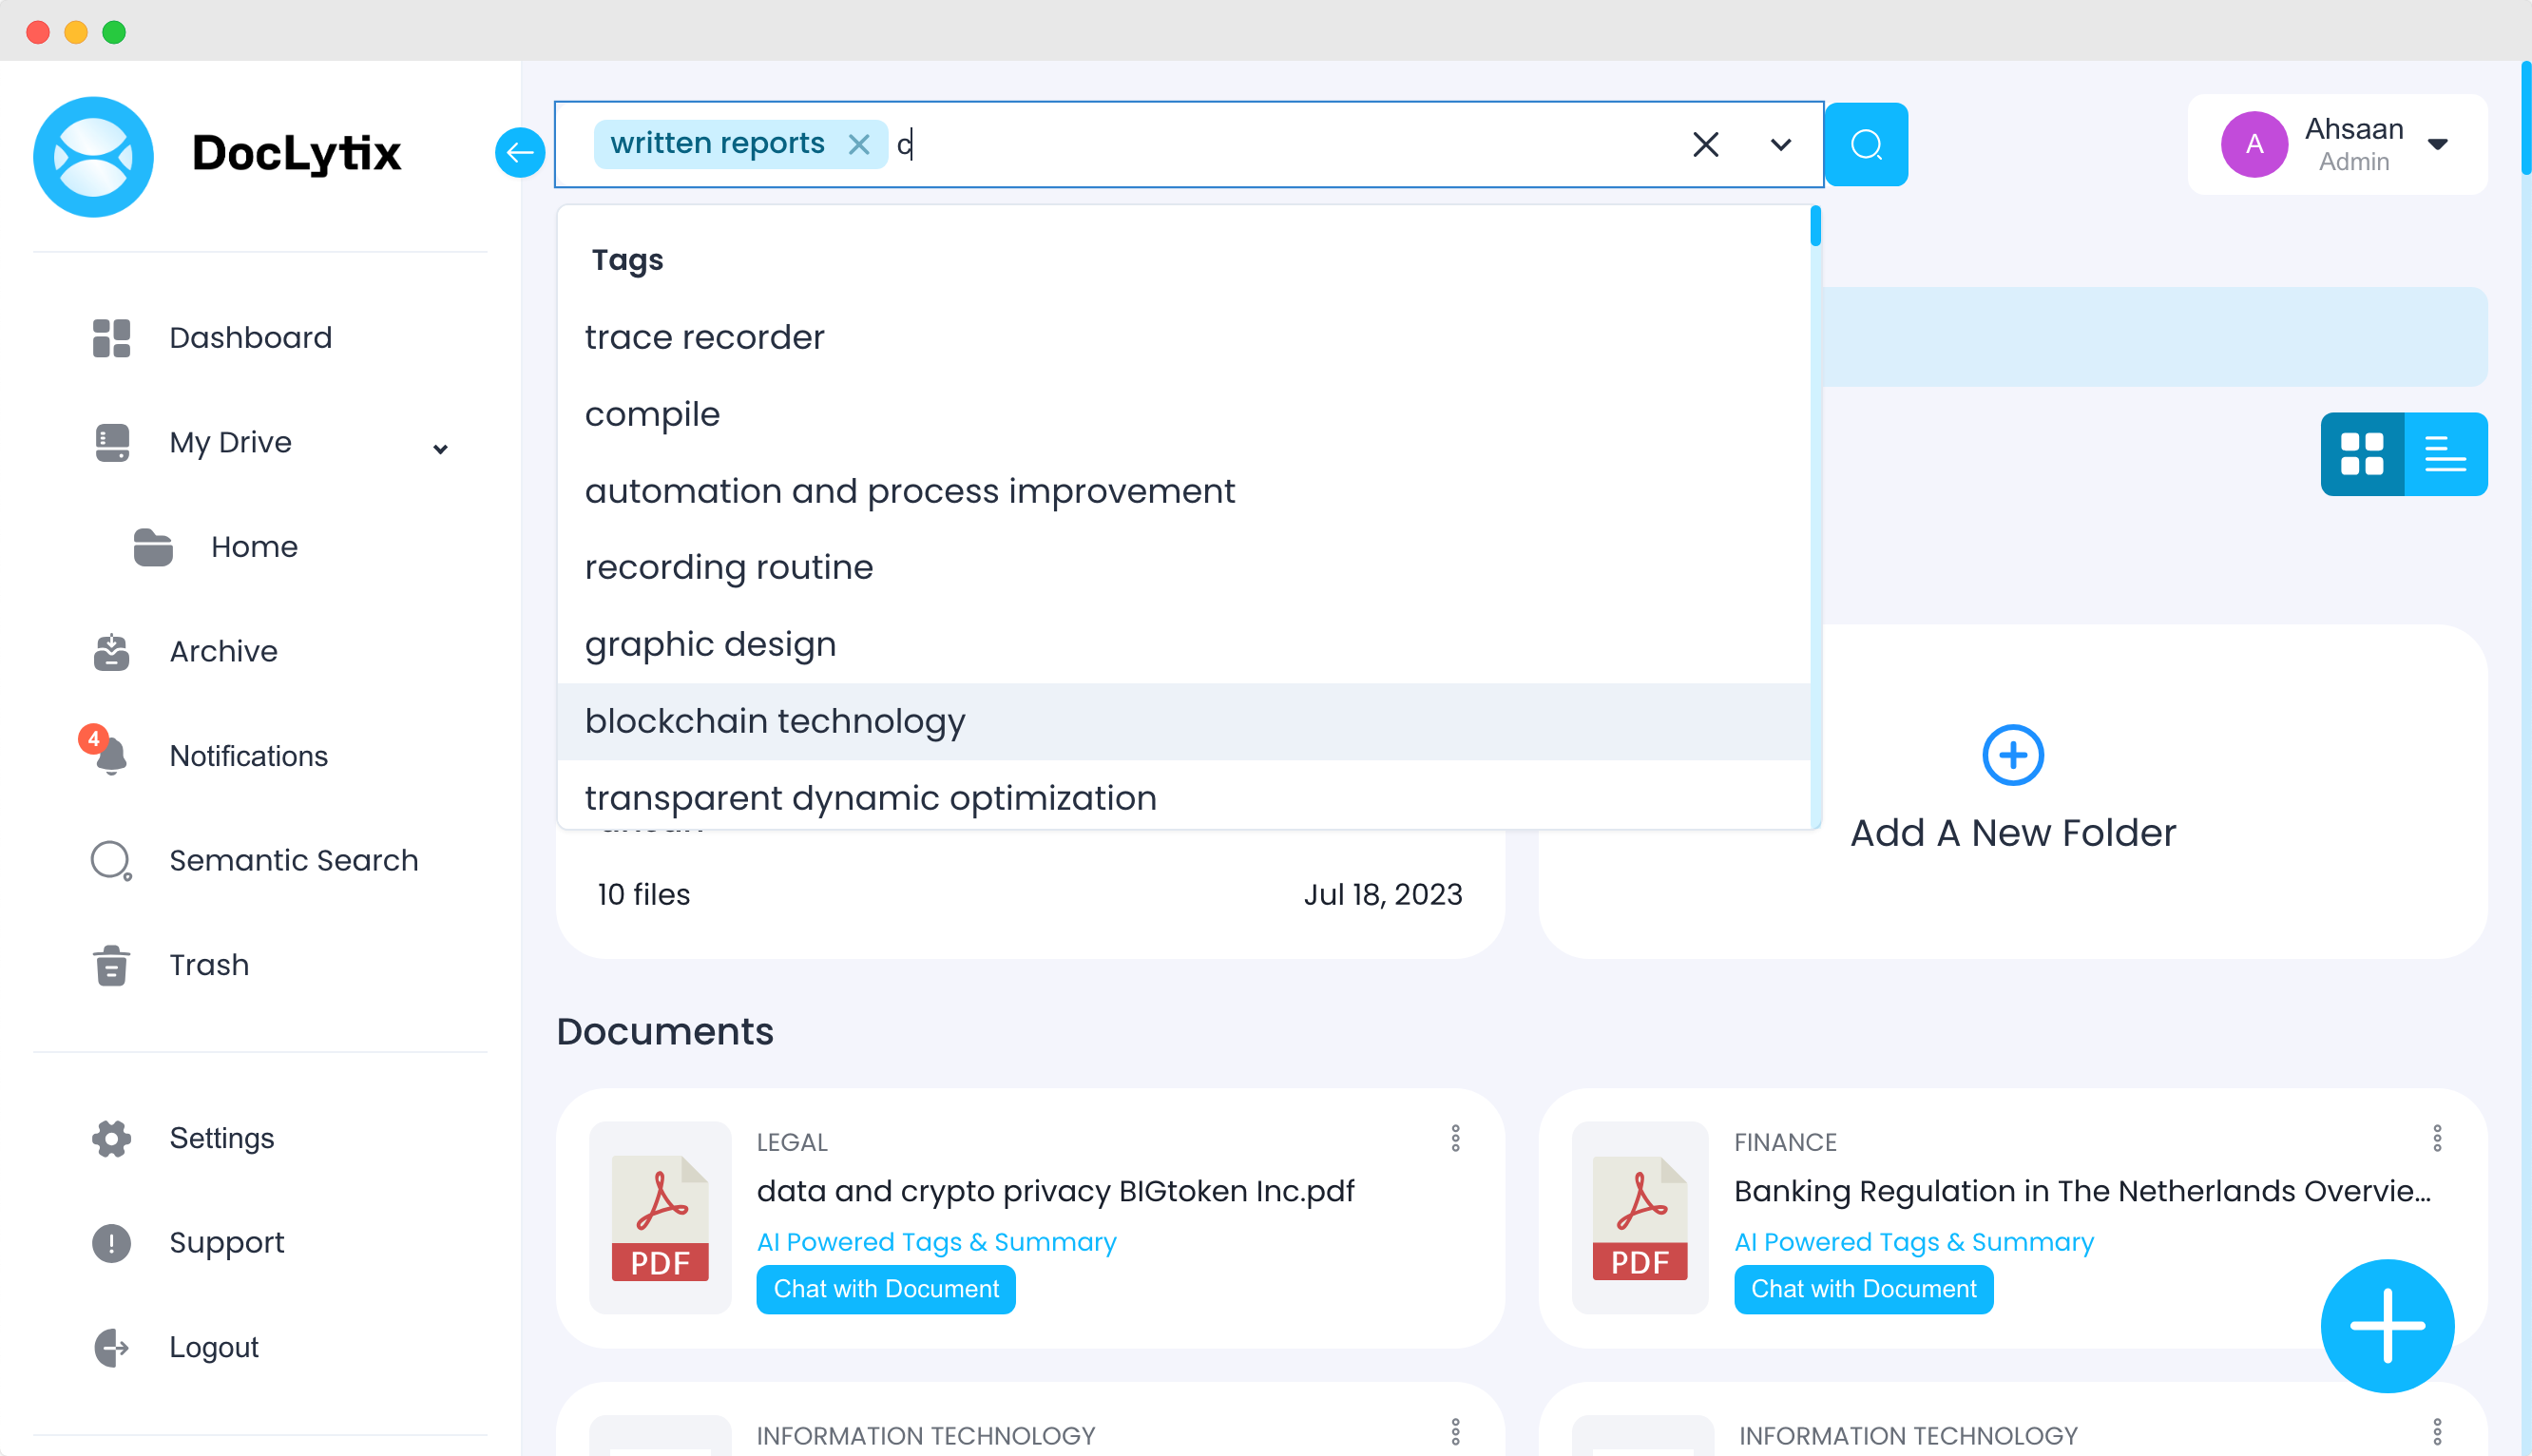 DocLytix
written reports
c
A
Ahsaan
Admin
Tags
trace recorder
compile
automation and process improvement
recording routine
graphic design
blockchain technology
transparent dynamic optimization
Dashboard
My Drive
Home
Archive
4
Notifications
Semantic Search
Trash
Settings
Support
Logout
10 files
Jul 18, 2023
Add A New Folder
Documents
LEGAL
data and crypto privacy BIGtoken Inc.pdf
AI Powered Tags & Summary
Chat with Document
PDF
FINANCE
Banking Regulation in The Netherlands Overvie...
AI Powered Tags & Summary
Chat with Document
PDF
INFORMATION TECHNOLOGY
INFORMATION TECHNOLOGY